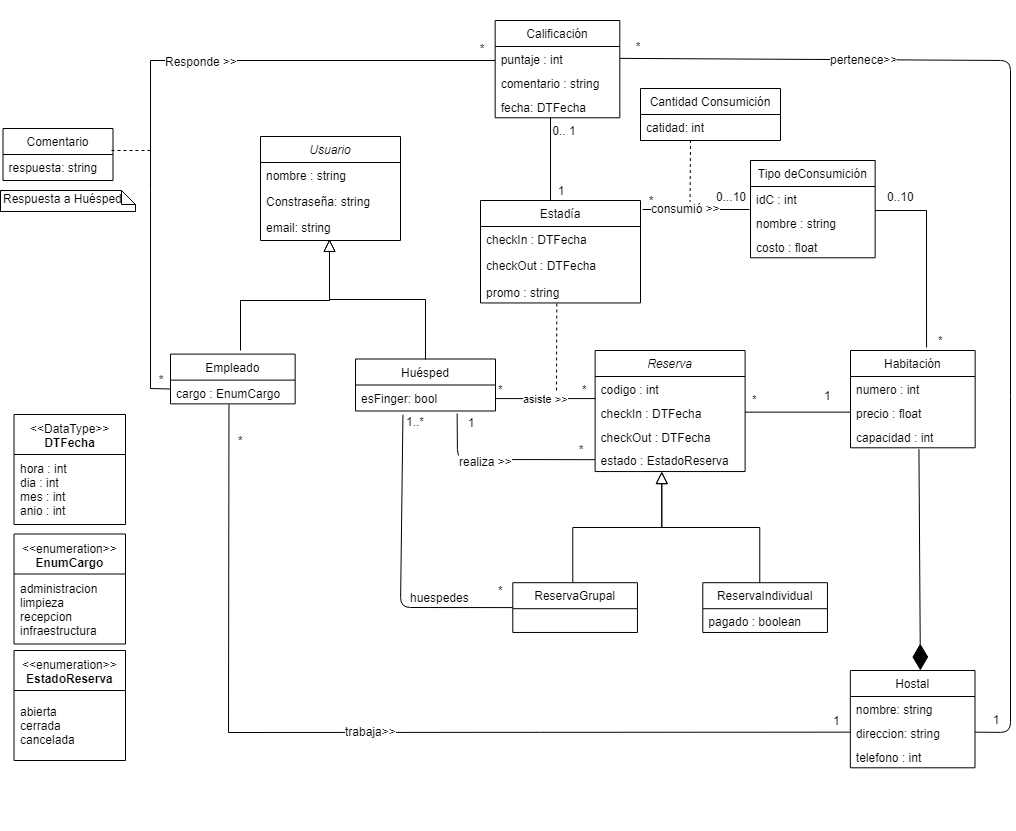 Calificación
puntaje : int
comentario : string
fecha: DTFecha
*
Responde >>
*
pertenece>>
Cantidad Consumición
catidad: int
0.. 1
Comentario
respuesta: string
Respuesta a Huésped
Usuario
nombre : string
Constraseña: string
email: string
Tipo deConsumición
idC : int
nombre : string
costo : float
1
*
consumió >>
0...10
0..10
Estadía
checkIn : DTFecha
checkOut : DTFecha
promo : string
*
Empleado
cargo : EnumCargo
*
*
Huésped
esFinger: bool
*
asiste >>
*
1..*
1
realiza >>
*
Reserva
codigo : int
checkIn : DTFecha
checkOut : DTFecha
estado : EstadoReserva
*
1
Habitación
numero : int
precio : float
capacidad : int
<<DataType>>
DTFecha
hora : int
dia : int
mes : int
anio : int
<<enumeration>>
EnumCargo
administracion
limpieza
recepcion
infraestructura
huespedes
*
ReservaGrupal
ReservaIndividual
pagado : boolean
<<enumeration>>
EstadoReserva
abierta
cerrada
cancelada
trabaja>>
1
Hostal
nombre: string
direccion: string
telefono : int
1